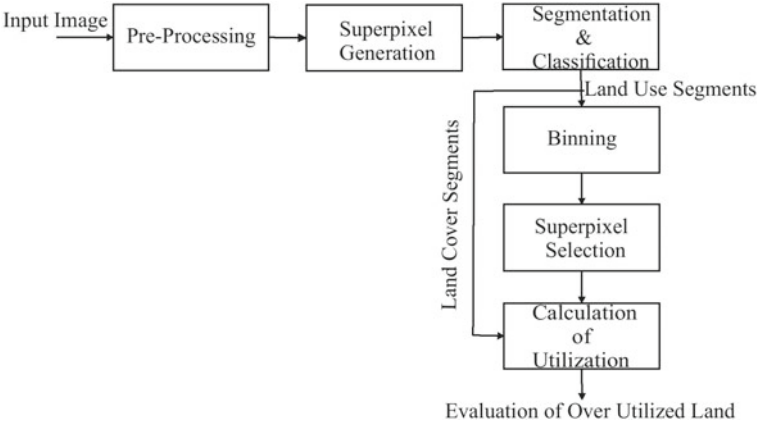 Input Image
Pre-Processing
Superpixel
Generation
Segmentation
&
Classification
Land Use Segments
Land Cover Segments
Binning
Superpixel
Selection
Calculation
of
Utilization
Evaluation of Over Utilized Land